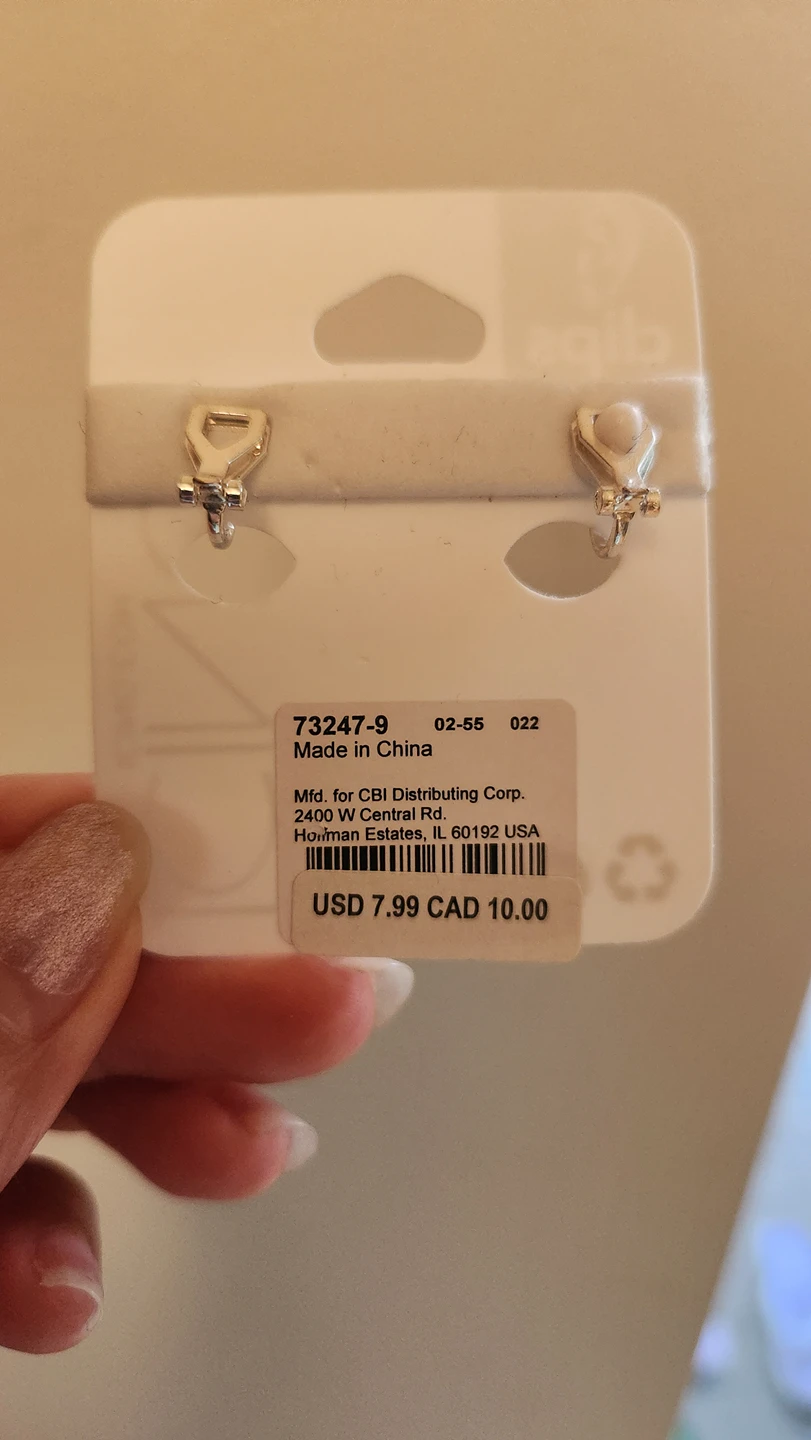 clips
73247-9 02-55 022
Made in China
Mfd. for CBI Distributing Corp.
2400 W Central Rd.
Hoffman Estates, IL 60192 USA
USD 7.99 CAD 10.00